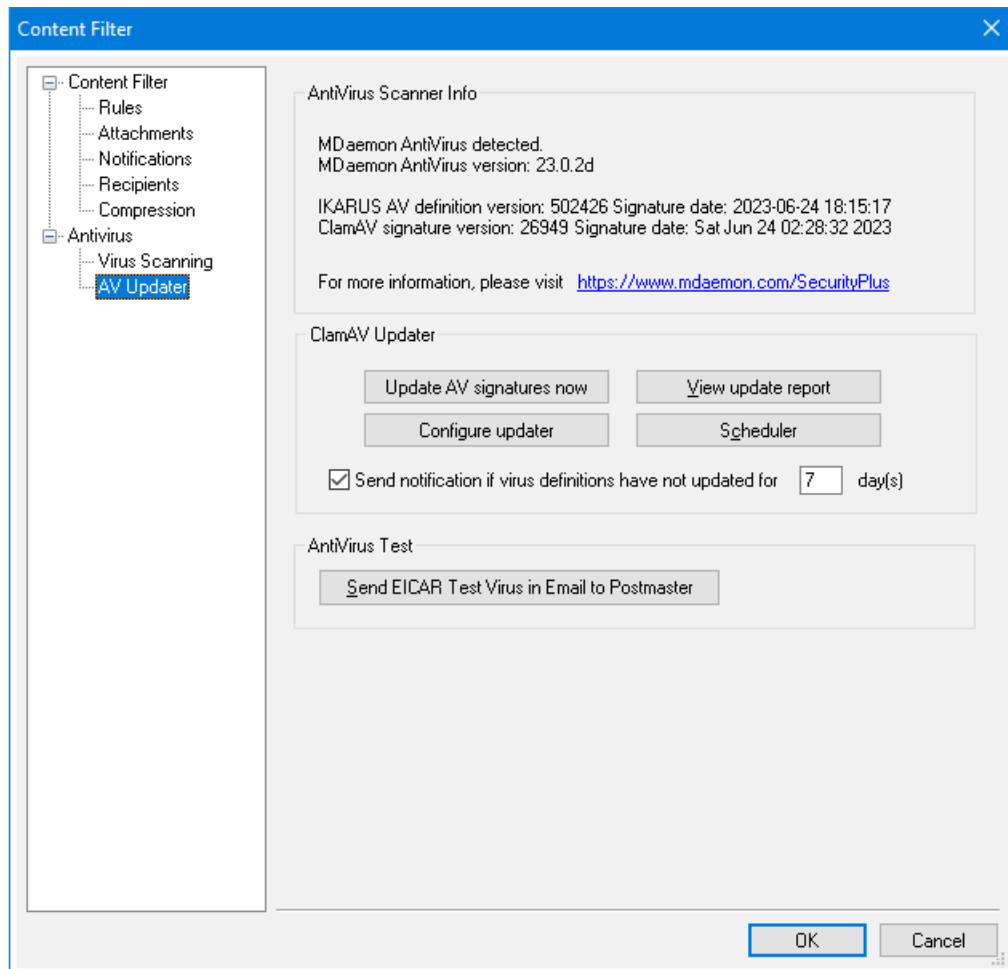 Content Filter
Content Filter
Rules
Attachments
Notifications
Recipients
Compression
Antivirus
Virus Scanning
AV Updater
AntiVirus Scanner Info
MDaemon AntiVirus detected.
MDaemon AntiVirus version: 23.0.2d
IKARUS AV definition version: 502426 Signature date: 2023-06-24 18:15:17
ClamAV signature version: 26949 Signature date: Sat Jun 24 02:28:32 2023
For more information, please visit https://www.mdaemon.com/SecurityPlus
ClamAV Updater
Update AV signatures now View update report
Configure updater Scheduler
Send notification if virus definitions have not updated for 7 day(s)
AntiVirus Test
Send EICAR Test Virus in Email to Postmaster
OK Cancel